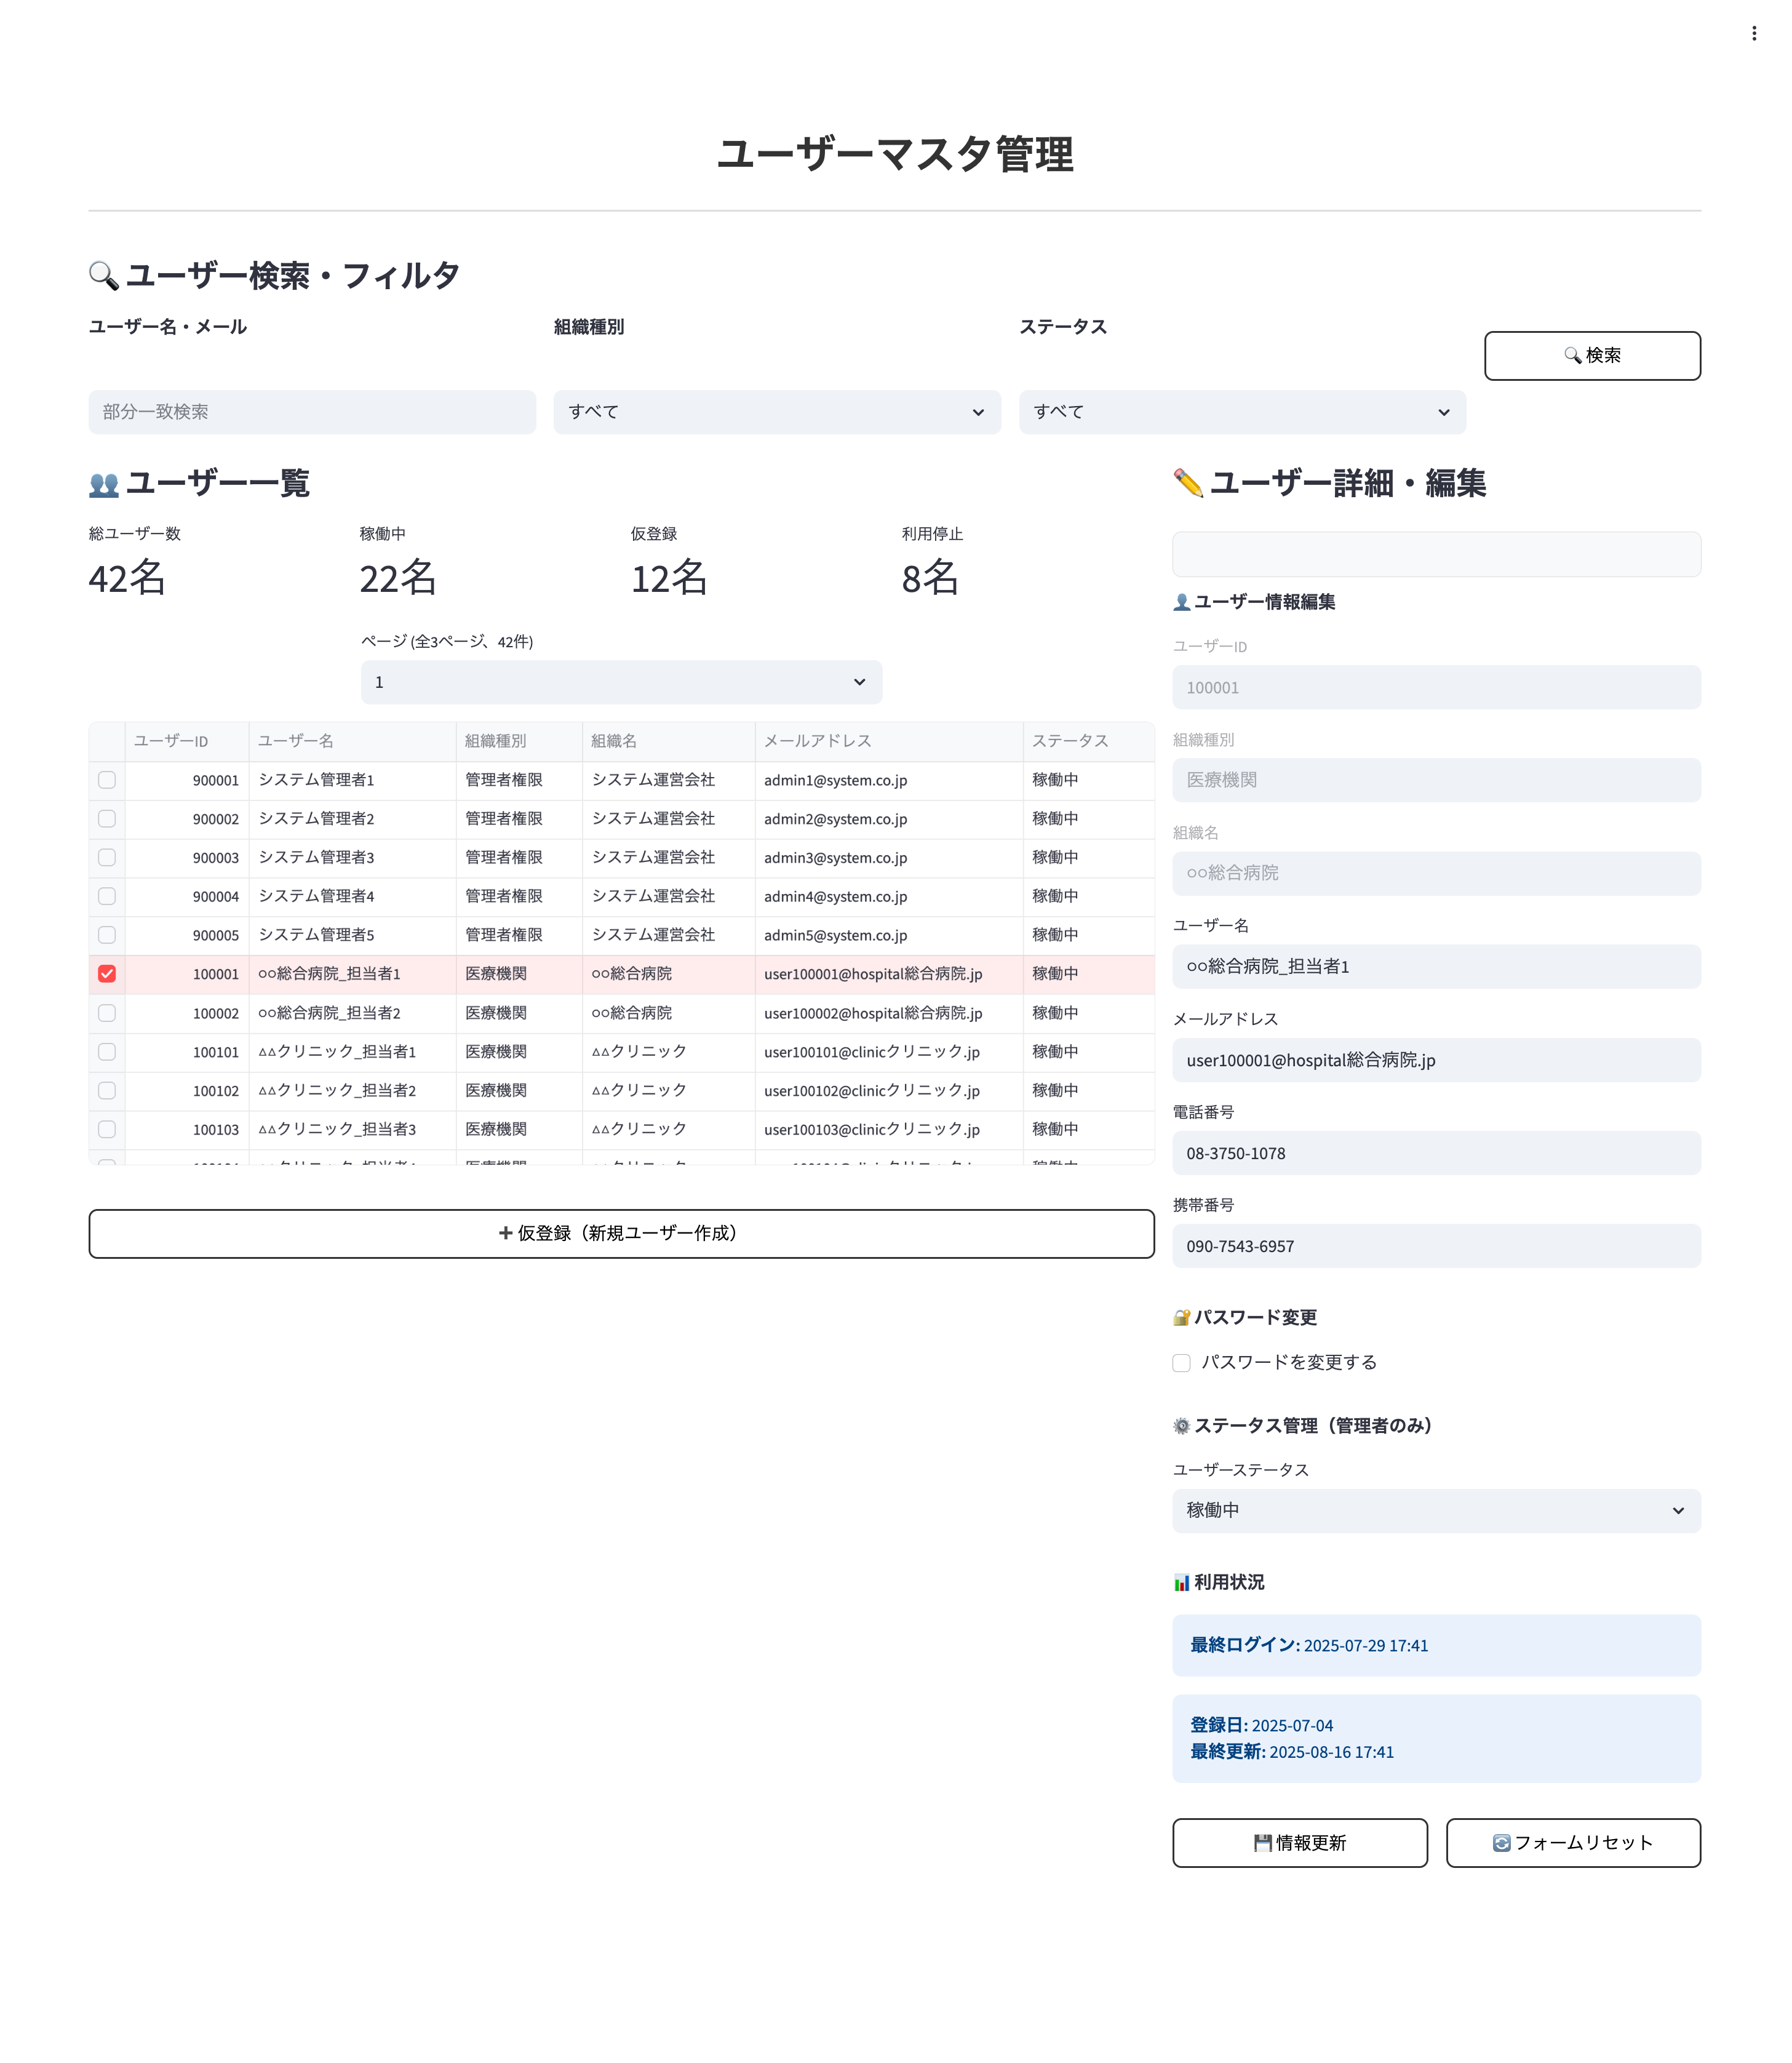 ユーザーマスタ管理
🔍 ユーザー検索・フィルタ
ユーザー名・メール 組織種別 ステータス
🔍 検索
部分一致検索 すべて すべて
👥 ユーザー一覧
総ユーザー数 稼働中 仮登録 利用停止
42名 22名 12名 8名
ページ (全3ページ、42件)
1
ユーザーID ユーザー名 組織種別 組織名 メールアドレス ステータス
900001 システム管理者1 管理者権限 システム運営会社 admin1@system.co.jp 稼働中
900002 システム管理者2 管理者権限 システム運営会社 admin2@system.co.jp 稼働中
900003 システム管理者3 管理者権限 システム運営会社 admin3@system.co.jp 稼働中
900004 システム管理者4 管理者権限 システム運営会社 admin4@system.co.jp 稼働中
900005 システム管理者5 管理者権限 システム運営会社 admin5@system.co.jp 稼働中
100001 ○○総合病院_担当者1 医療機関 ○○総合病院 user100001@hospital総合病院.jp 稼働中
100002 ○○総合病院_担当者2 医療機関 ○○総合病院 user100002@hospital総合病院.jp 稼働中
100101 △△クリニック_担当者1 医療機関 △△クリニック user100101@clinicクリニック.jp 稼働中
100102 △△クリニック_担当者2 医療機関 △△クリニック user100102@clinicクリニック.jp 稼働中
100103 △△クリニック_担当者3 医療機関 △△クリニック user100103@clinicクリニック.jp 稼働中
➕ 仮登録（新規ユーザー作成）
✏️ ユーザー詳細・編集
👤 ユーザー情報編集
ユーザーID
100001
組織種別
医療機関
組織名
○○総合病院
ユーザー名
○○総合病院_担当者1
メールアドレス
user100001@hospital総合病院.jp
電話番号
08-3750-1078
携帯番号
090-7543-6957
🔐 パスワード変更
パスワードを変更する
⚙️ ステータス管理（管理者のみ）
ユーザーステータス
稼働中
📊 利用状況
最終ログイン: 2025-07-29 17:41
登録日: 2025-07-04
最終更新: 2025-08-16 17:41
💾 情報更新 🔄 フォームリセット